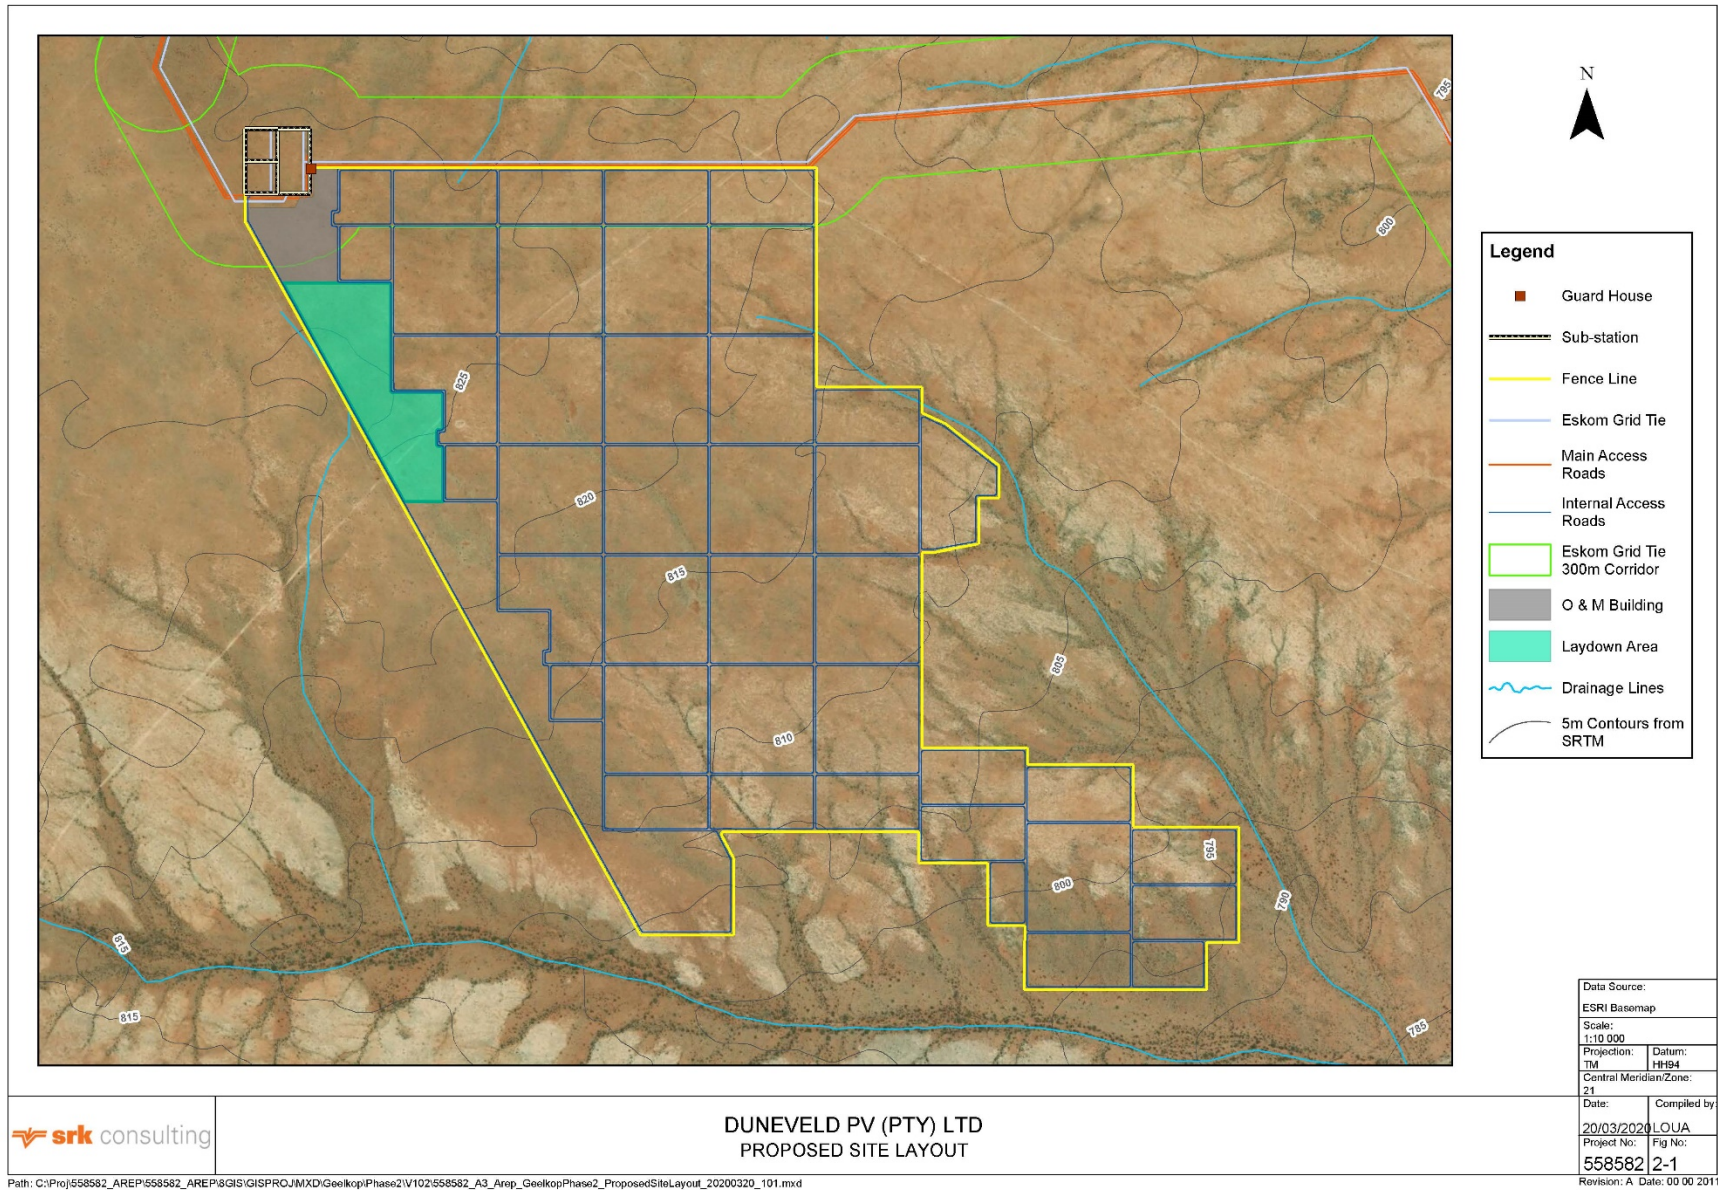 N
795
800
825
820
815
805
810
795
800
790
815
815
785
Legend
Guard House
Sub-station
Fence Line
Eskom Grid Tie
Main Access
Roads
Internal Access
Roads
Eskom Grid Tie
300m Corridor
O & M Building
Laydown Area
Drainage Lines
5m Contours from
SRTM
Data Source:
ESRI Basemap
Scale:
1:10 000
Projection: Datum:
TM HH94
Central Meridian/Zone:
21
Date: Compiled by:
20/03/2020 LOUA
Project No: Fig No:
558582 2-1
srk consulting
DUNEVELD PV (PTY) LTD
PROPOSED SITE LAYOUT
Path: C:\Proj\558582_AREP\558582_AREP\8GIS\GISPROJ\MXD\Geelkop\Phase2\V102\558582_A3_Arep_GeelkopPhase2_ProposedSiteLayout_20200320_101.mxd
Revision: A Date: 00 00 2011